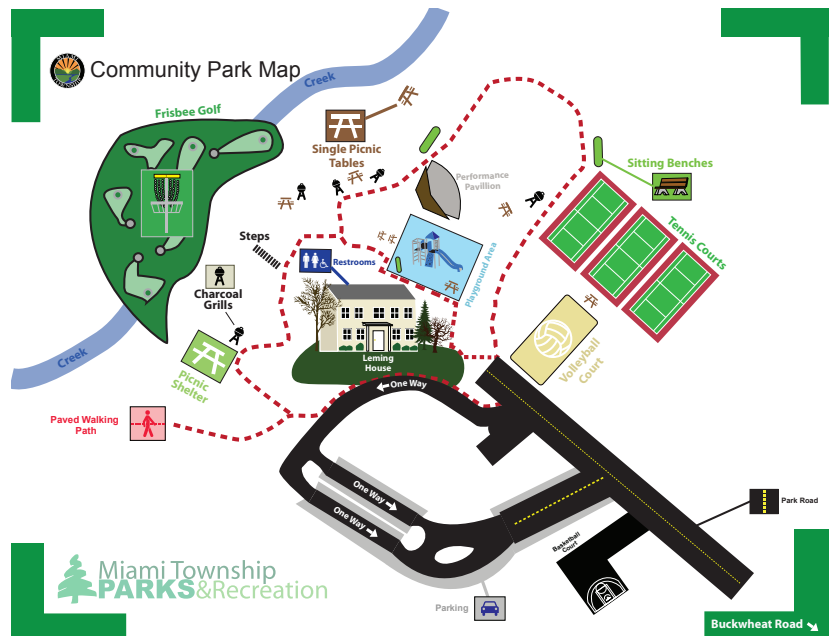 MIAMI
TOWNSHIP
Community Park Map
Creek
Frisbee Golf
Single Picnic
Tables
Performance
Pavillion
Sitting Benches
Tennis Courts
Steps
Restrooms
Playground Area
Charcoal
Grills
Creek
Picnic
Shelter
Leming
House
Volleyball
Court
One Way
Paved Walking
Path
One Way
One Way
Park Road
Basketball
Court
Miami Township
PARKS&Recreation
Parking
Buckwheat Road